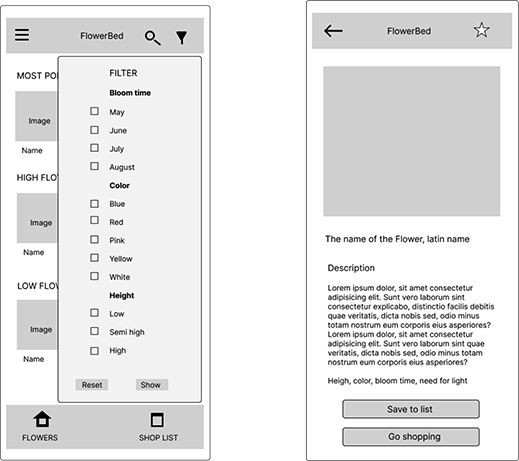 FlowerBed
MOST POP
FILTER
Bloom time
May
June
July
August
Color
Blue
Red
Pink
Yellow
White
Height
Low
Semi high
High
Reset Show
Image
Name
HIGH FLOW
Image
Name
LOW FLOW
Image
Name
FLOWERS SHOP LIST
FlowerBed
The name of the Flower, latin name
Description
Lorem ipsum dolor, sit amet consectetur
adipisicing elit. Sunt vero laborum sint
consectetur explicabo, distinctio facilis debitis
quae veritatis, dicta nobis sed, odio minus
totam nostrum eum corporis eius asperiores?
Lorem ipsum dolor, sit amet consectetur
adipisicing elit. Sunt vero laborum sint quae
veritatis, dicta nobis sed, odio minus totam
nostrum eum corporis eius asperiores?
Heigh, color, bloom time, need for light
Save to list
Go shopping